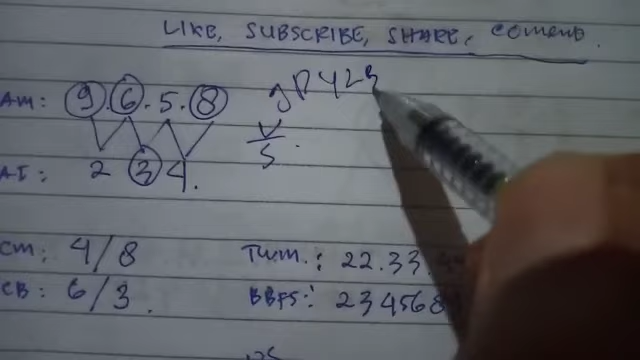 LIKE, SUBSCRIBE, SHARE, COMEND.
AM: 9.6.5.8
V/S.
AI: 2 3 4.
CM: 4/8 TWM.: 22.33.
CB: 6/3. BBFS: 234568